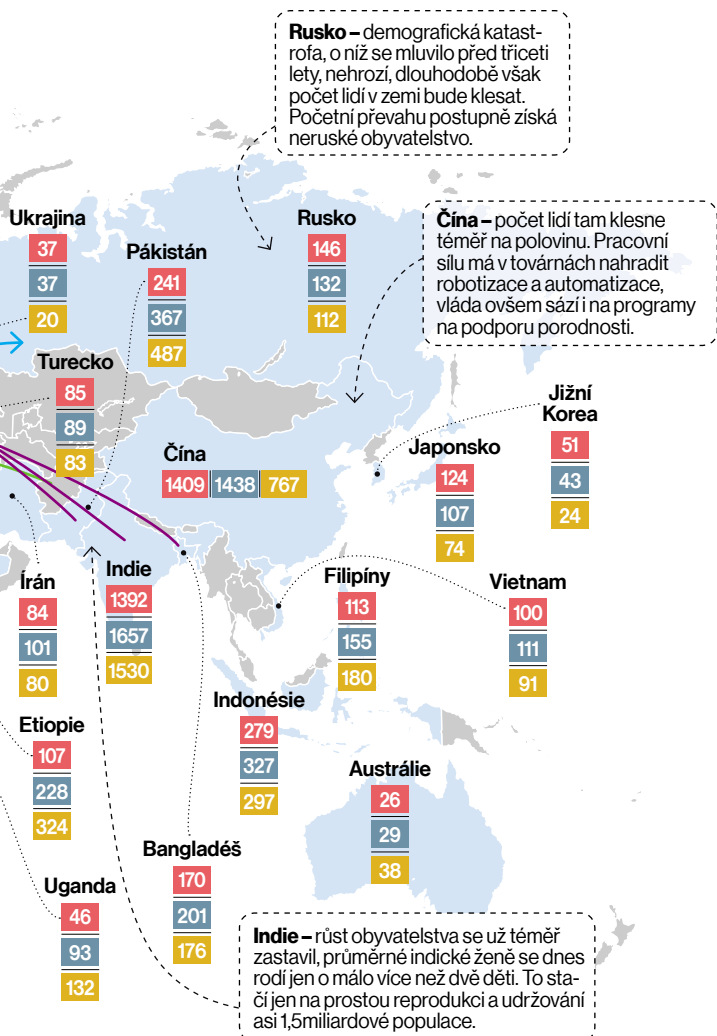 Rusko – demografická katast-
rofa, o níž se mluvilo před třiceti
lety, nehrozí, dlouhodobě však
počet lidí v zemi bude klesat.
Početní převahu postupně získá
neruské obyvatelstvo.
Čína – počet lidí tam klesne
téměř na polovinu. Pracovní
sílu má v továrnách nahradit
robotizace a automatizace,
vláda ovšem sází i na programy
na podporu porodnosti.
Ukrajina
37
37
20
Pákistán
241
367
487
Rusko
146
132
112
Turecko
85
89
83
Čína
1409 1438 767
Japonsko
124
107
74
Jižní
Korea
51
43
24
Írán
84
101
80
Indie
1392
1657
1530
Filipíny
113
155
180
Vietnam
100
111
91
Etiopie
107
228
324
Indonésie
279
327
297
Austrálie
26
29
38
Bangladéš
170
201
176
Uganda
46
93
132
Indie – růst obyvatelstva se už téměř
zastavil, průměrné indické ženě se dnes
rodí jen o málo více než dvě děti. To sta-
čí jen na prostou reprodukci a udržování
asi 1,5miliardové populace.